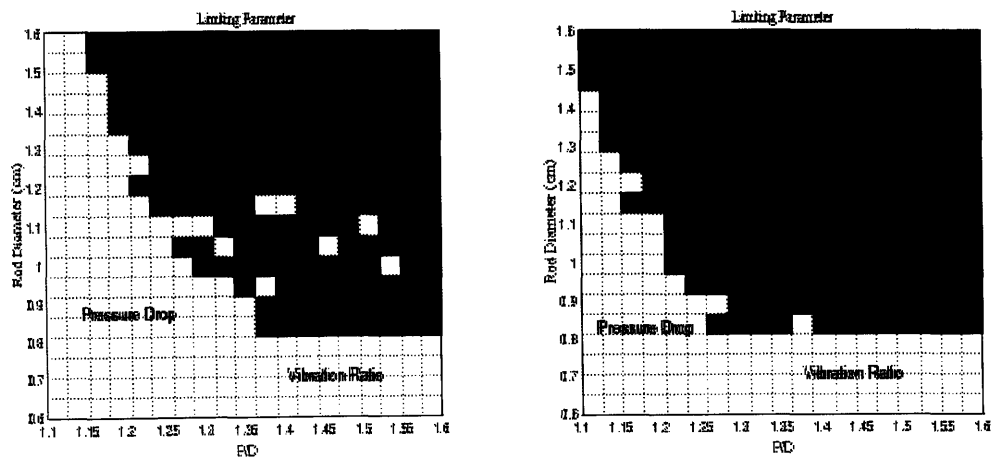 Limiting Parameter
1.6
1.5
1.4
1.3
1.2
1.1
1
0.9
0.8
0.7
0.6
Rod Diameter (cm)
Pressure Drop
Vibration Ratio
1.1 1.15 1.2 1.25 1.3 1.35 1.4 1.45 1.5 1.55 1.6
P/D
Limiting Parameter
1.6
1.5
1.4
1.3
1.2
1.1
1
0.9
0.8
0.7
0.6
Rod Diameter (cm)
Pressure Drop
Vibration Ratio
1.1 1.15 1.2 1.25 1.3 1.35 1.4 1.45 1.5 1.55 1.6
P/D